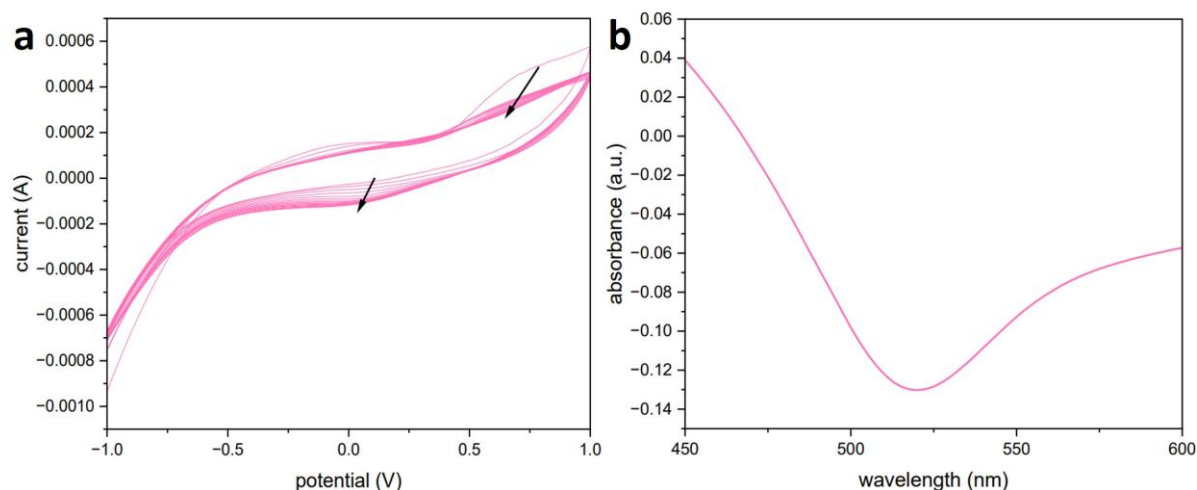 a
0.0006
0.0004
0.0002
0.0000
−0.0002
−0.0004
−0.0006
−0.0008
−0.0010
current (A)
−1.0 −0.5 0.0 0.5 1.0
potential (V)
b
0.06
0.04
0.02
0.00
−0.02
−0.04
−0.06
−0.08
−0.10
−0.12
−0.14
absorbance (a.u.)
450 500 550 600
wavelength (nm)